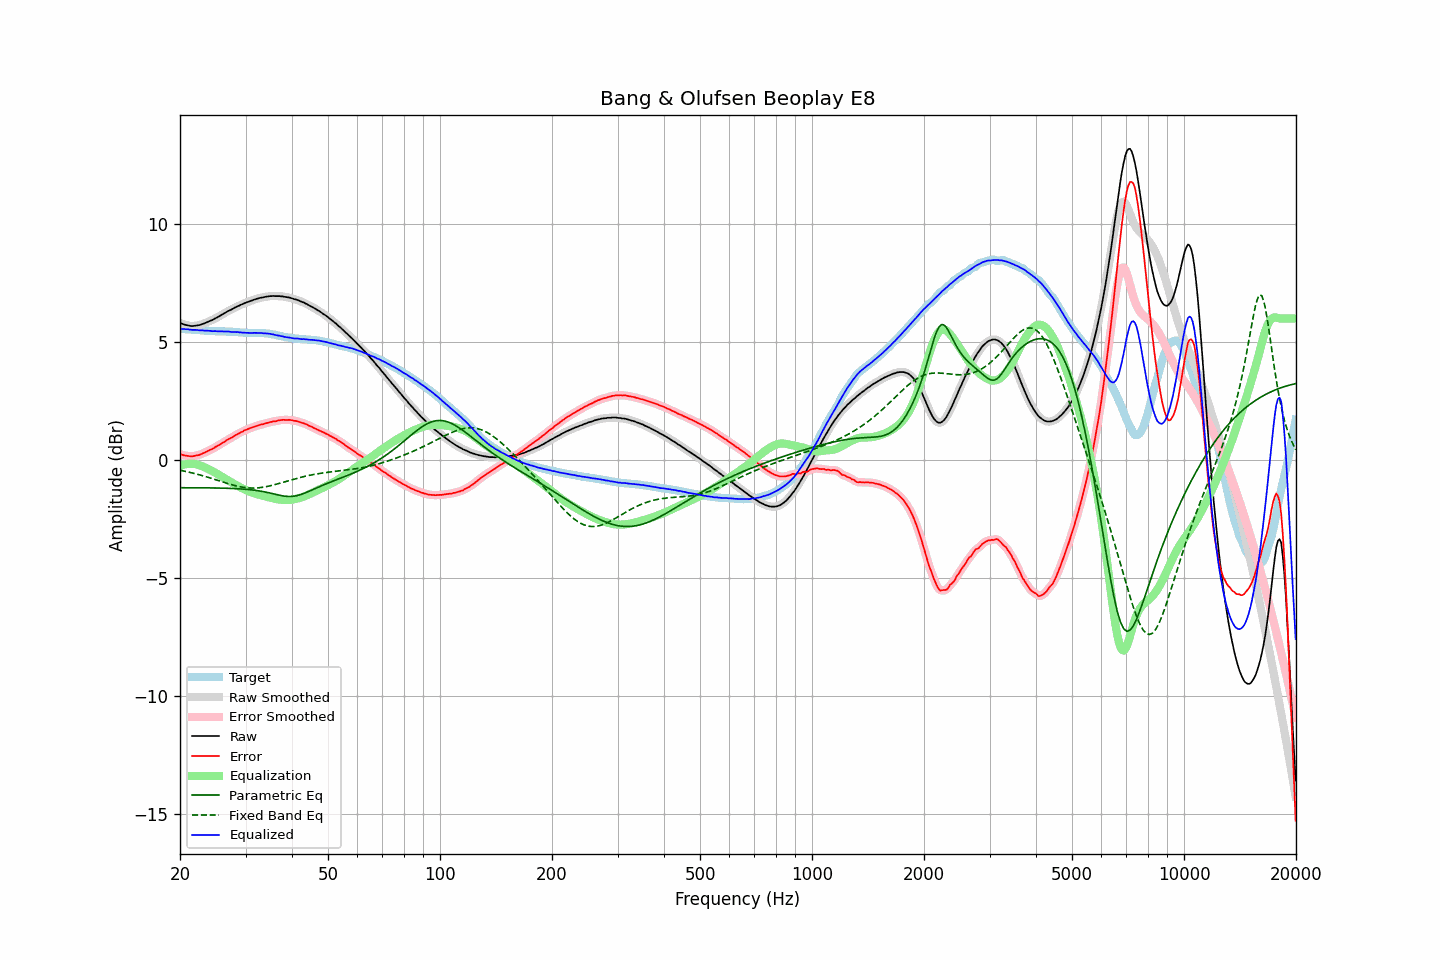 Bang & Olufsen Beoplay E8
Amplitude (dBr)
10
5
0
−5
−10
−15
Target
Raw Smoothed
Error Smoothed
Raw
Error
Equalization
Parametric Eq
Fixed Band Eq
Equalized
20 50 100 200 500 1000 2000 5000 10000 20000
Frequency (Hz)